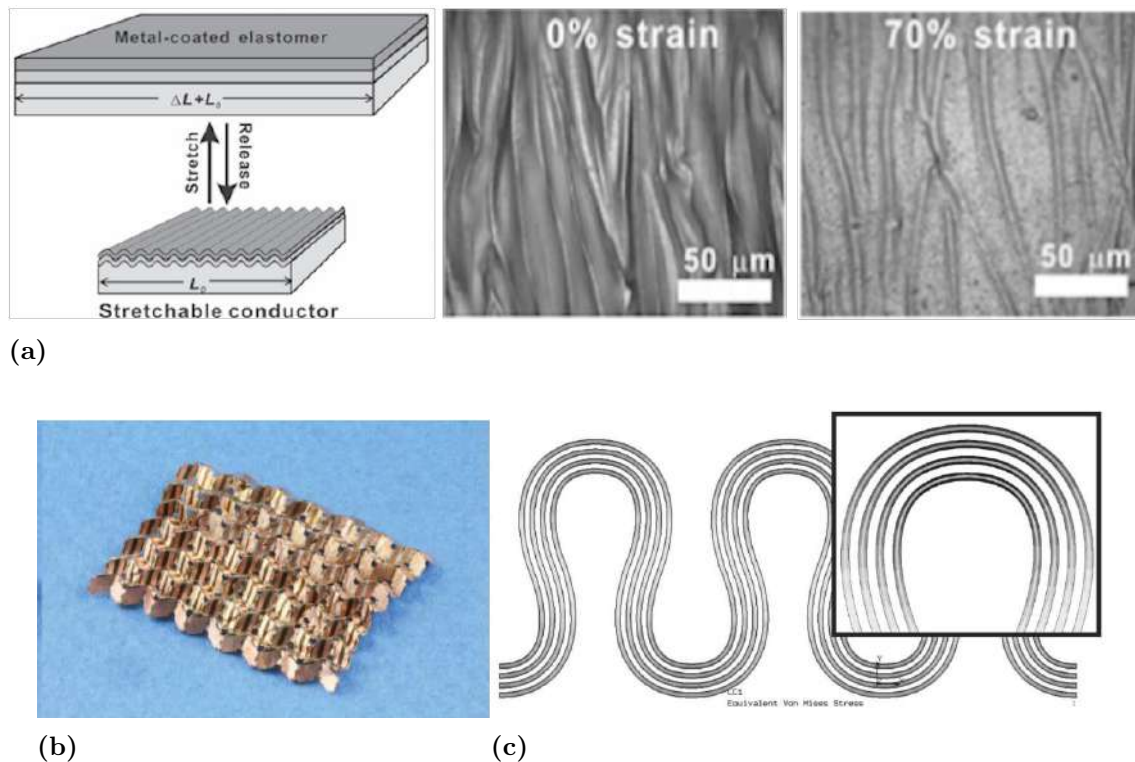 Metal-coated elastomer
ΔL+L₀
Stretch
Release
L₀
Stretchable conductor
0% strain
50 μm
70% strain
50 μm
(a)
Y
LC1
Equivalent Von Mises Stress
(b)
(c)